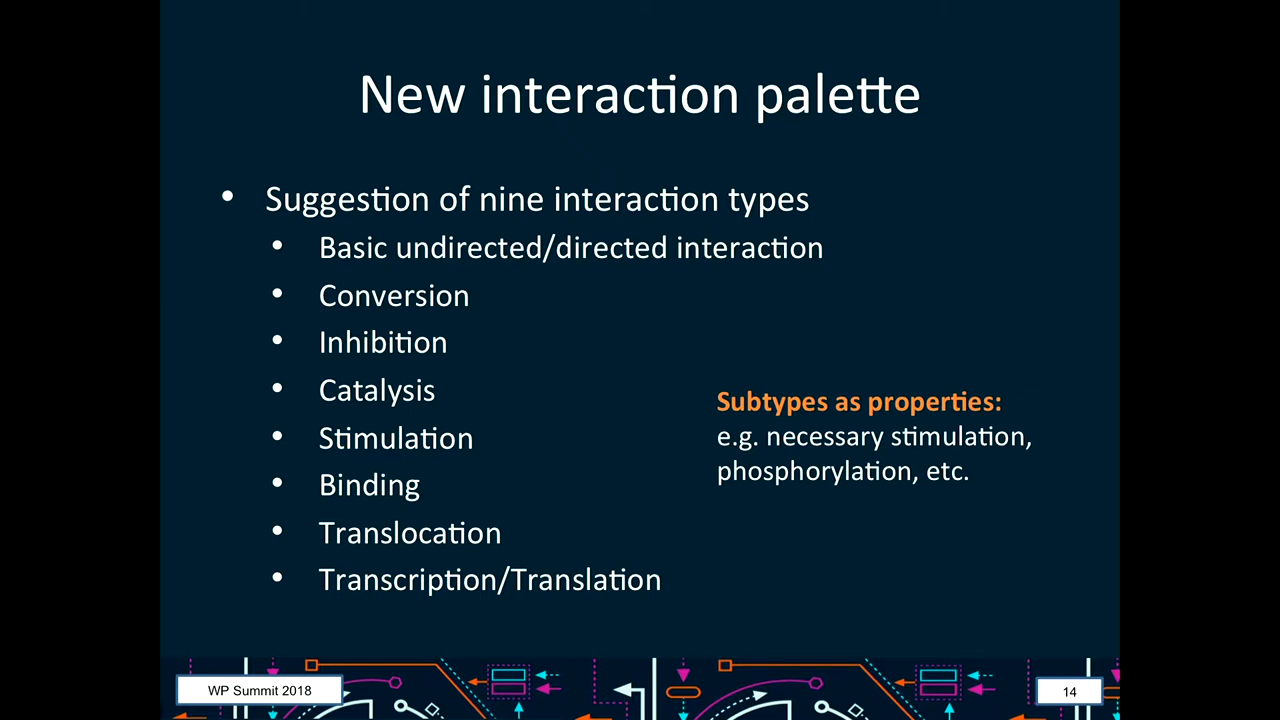 New interaction palette
• Suggestion of nine interaction types
• Basic undirected/directed interaction
• Conversion
• Inhibition
• Catalysis
• Stimulation
• Binding
• Translocation
• Transcription/Translation
Subtypes as properties:
e.g. necessary stimulation,
phosphorylation, etc.
WP Summit 2018
14